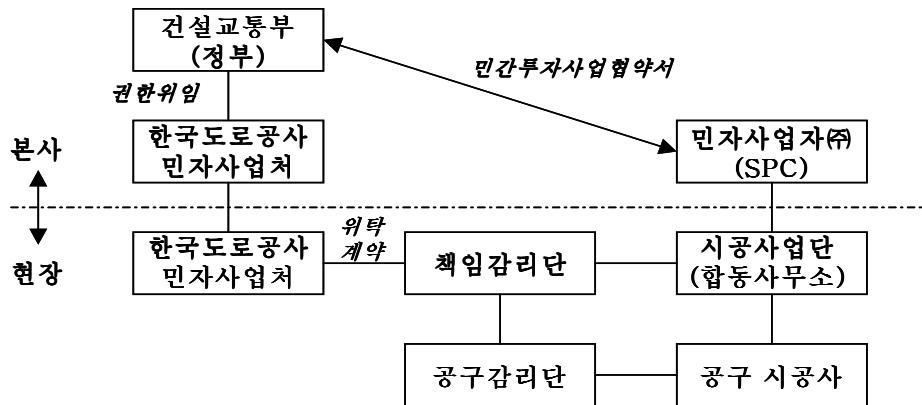 건설교통부
(정부)
민간투자사업협약서
권한위임
본사
한국도로공사
민자사업처
민자사업자㈜
(SPC)
현장
한국도로공사
민자사업처
위탁
계약
책임감리단
시공사업단
(합동사무소)
공구감리단
공구 시공사